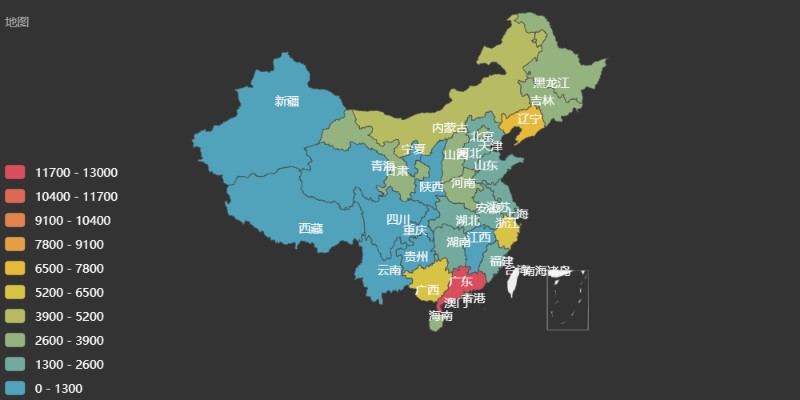 地图
11700 - 13000
10400 - 11700
9100 - 10400
7800 - 9100
6500 - 7800
5200 - 6500
3900 - 5200
2600 - 3900
1300 - 2600
0 - 1300
黑龙江
新疆
吉林
辽宁
内蒙古
北京
天津
宁夏
山西
河北
青海
甘肃
山东
陕西
河南
安徽
江苏
上海
四川
湖北
浙江
西藏
重庆
江西
湖南
贵州
福建
云南
台湾
南海诸岛
广东
广西
香港
澳门
海南